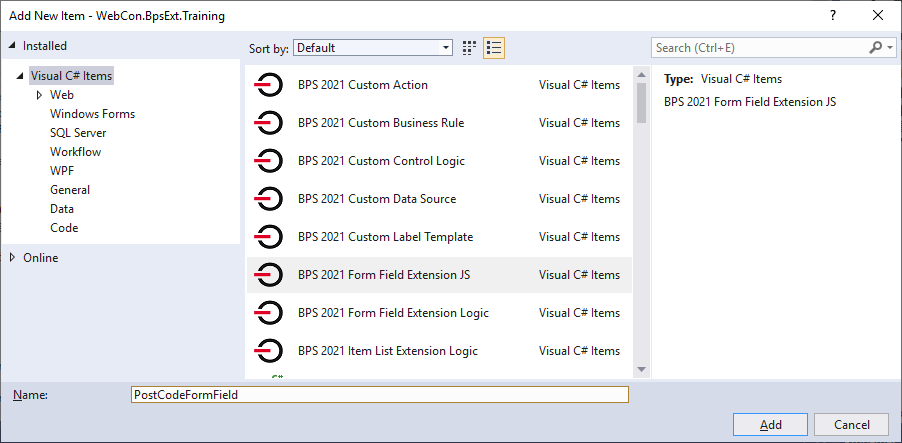 Add New Item - WebCon.BpsExt.Training
Installed
Visual C# Items
Web
Windows Forms
SQL Server
Workflow
WPF
General
Data
Code
Online
Sort by: Default
BPS 2021 Custom Action Visual C# Items
BPS 2021 Custom Business Rule Visual C# Items
BPS 2021 Custom Control Logic Visual C# Items
BPS 2021 Custom Data Source Visual C# Items
BPS 2021 Custom Label Template Visual C# Items
BPS 2021 Form Field Extension JS Visual C# Items
BPS 2021 Form Field Extension Logic Visual C# Items
BPS 2021 Item List Extension Logic Visual C# Items
Search (Ctrl+E)
Type: Visual C# Items
BPS 2021 Form Field Extension JS
Name: PostCodeFormField
Add Cancel